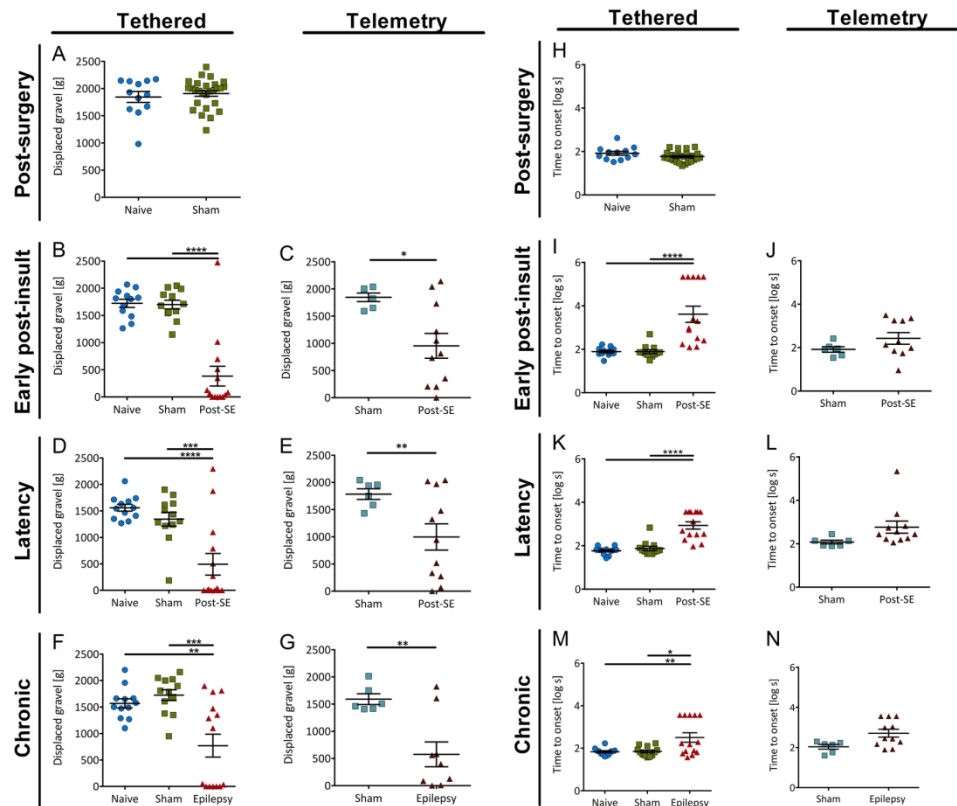 Tethered
Telemetry
Tethered
Telemetry
Post-surgery
A
Displaced gravel [g]
2500
2000
1500
1000
500
0
Naive
Sham
Post-surgery
H
Time to onset [log s]
6
4
2
0
Naive
Sham
Early post-insult
B
Displaced gravel [g]
2500
2000
1500
1000
500
0
****
Naive
Sham
Post-SE
C
Displaced gravel [g]
2500
2000
1500
1000
500
0
*
Sham
Post-SE
Early post-insult
I
Time to onset [log s]
6
4
2
0
****
Naive
Sham
Post-SE
J
Time to onset [log s]
6
4
2
0
Sham
Post-SE
Latency
D
Displaced gravel [g]
2500
2000
1500
1000
500
0
***
****
Naive
Sham
Post-SE
E
Displaced gravel [g]
2500
2000
1500
1000
500
0
**
Sham
Post-SE
Latency
K
Time to onset [log s]
6
4
2
0
****
Naive
Sham
Post-SE
L
Time to onset [log s]
6
4
2
0
Sham
Post-SE
Chronic
F
Displaced gravel [g]
2500
2000
1500
1000
500
0
***
**
Naive
Sham
Epilepsy
G
Displaced gravel [g]
2500
2000
1500
1000
500
0
**
Sham
Epilepsy
Chronic
M
Time to onset [log s]
6
4
2
0
*
**
Naive
Sham
Epilepsy
N
Time to onset [log s]
6
4
2
0
Sham
Epilepsy